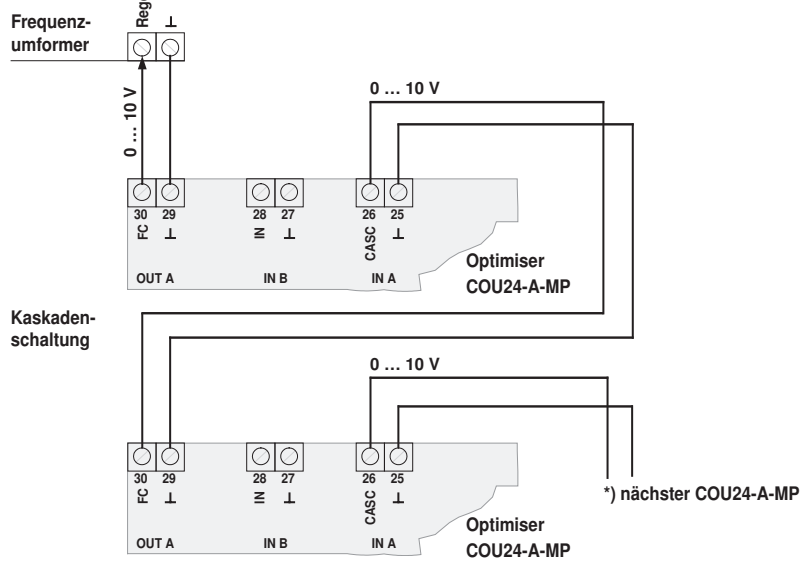 Frequenz-
umformer
⊥
0 ... 10 V
0 ... 10 V
30 29 28 27 26 25
FC ⊥ IN ⊥ CASC ⊥
OUT A IN B IN A
Optimiser
COU24-A-MP
Kaskaden-
schaltung
0 ... 10 V
30 29 28 27 26 25
FC ⊥ IN ⊥ CASC ⊥
OUT A IN B IN A
*) nächster COU24-A-MP
Optimiser
COU24-A-MP